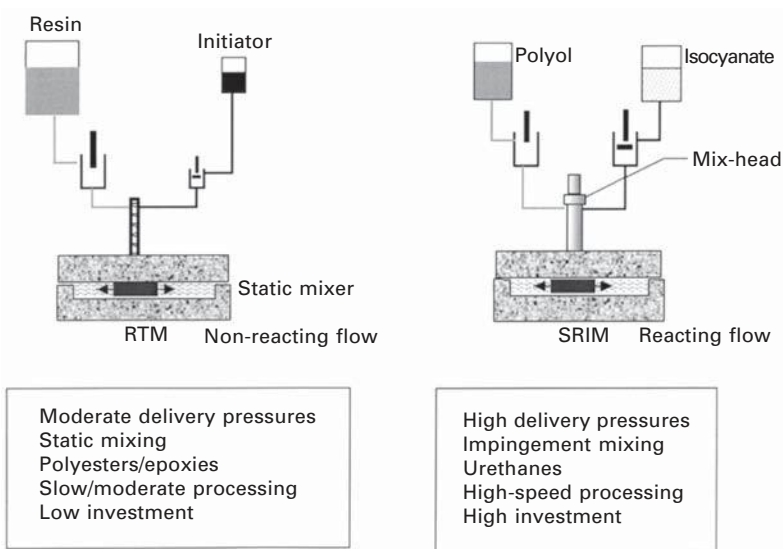 Resin
Initiator
Static mixer
RTM Non-reacting flow
Moderate delivery pressures
Static mixing
Polyesters/epoxies
Slow/moderate processing
Low investment
Polyol
Isocyanate
Mix-head
SRIM Reacting flow
High delivery pressures
Impingement mixing
Urethanes
High-speed processing
High investment